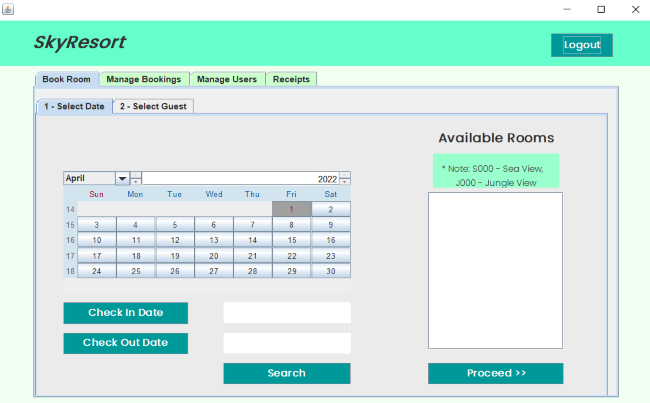 SkyResort
Logout
Book Room Manage Bookings Manage Users Receipts
1 - Select Date 2 - Select Guest
Available Rooms
* Note: S000 - Sea View,
J000 - Jungle View
April 2022
Sun Mon Tue Wed Thu Fri Sat
14 1 2
15 3 4 5 6 7 8 9
16 10 11 12 13 14 15 16
17 17 18 19 20 21 22 23
18 24 25 26 27 28 29 30
Check In Date
Check Out Date
Search
Proceed >>